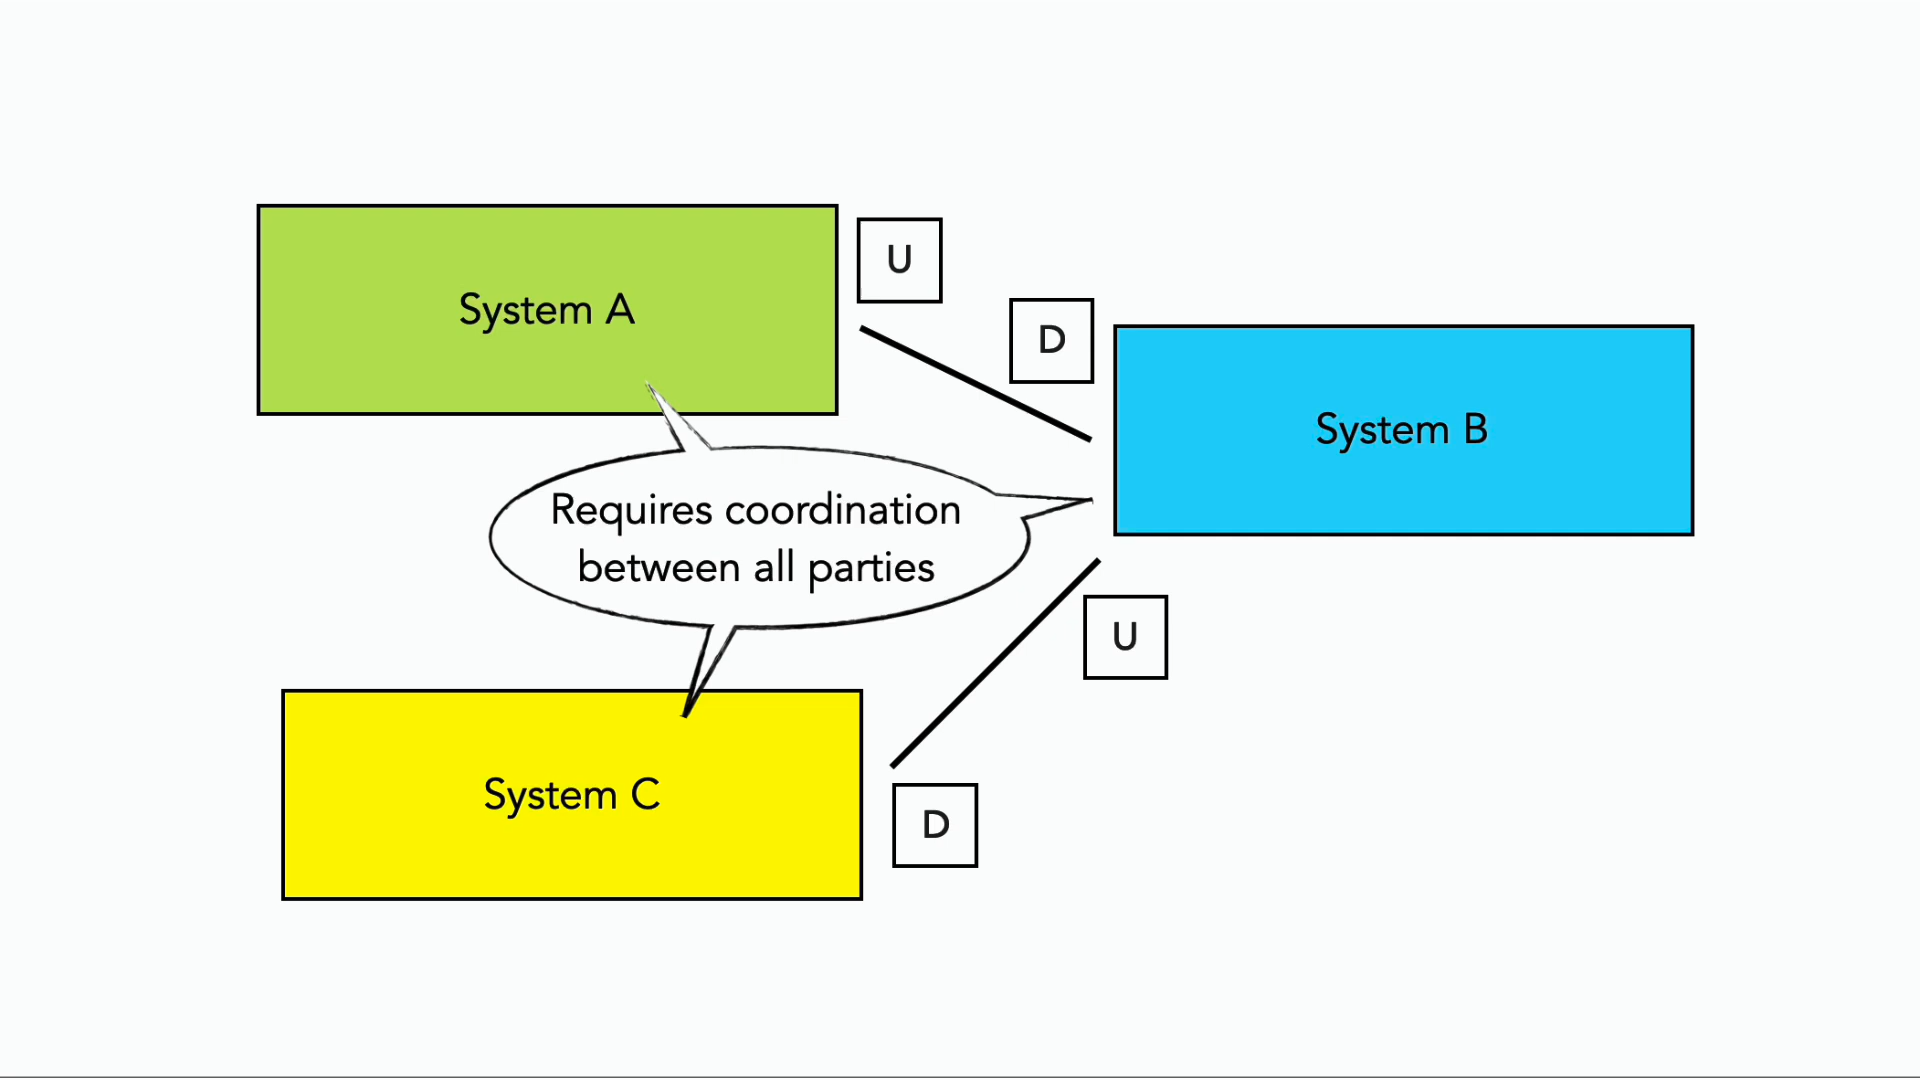 System A
U
D
System B
Requires coordination
between all parties
U
System C
D